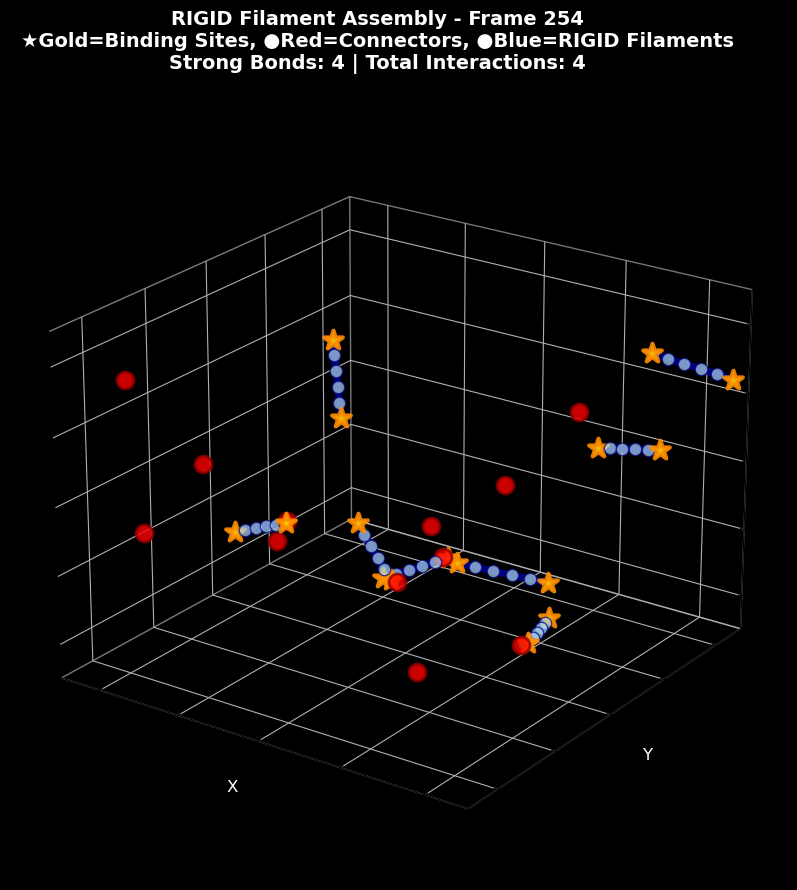 RIGID Filament Assembly - Frame 254
★Gold=Binding Sites, ●Red=Connectors, ●Blue=RIGID Filaments
Strong Bonds: 4 | Total Interactions: 4
Y
X